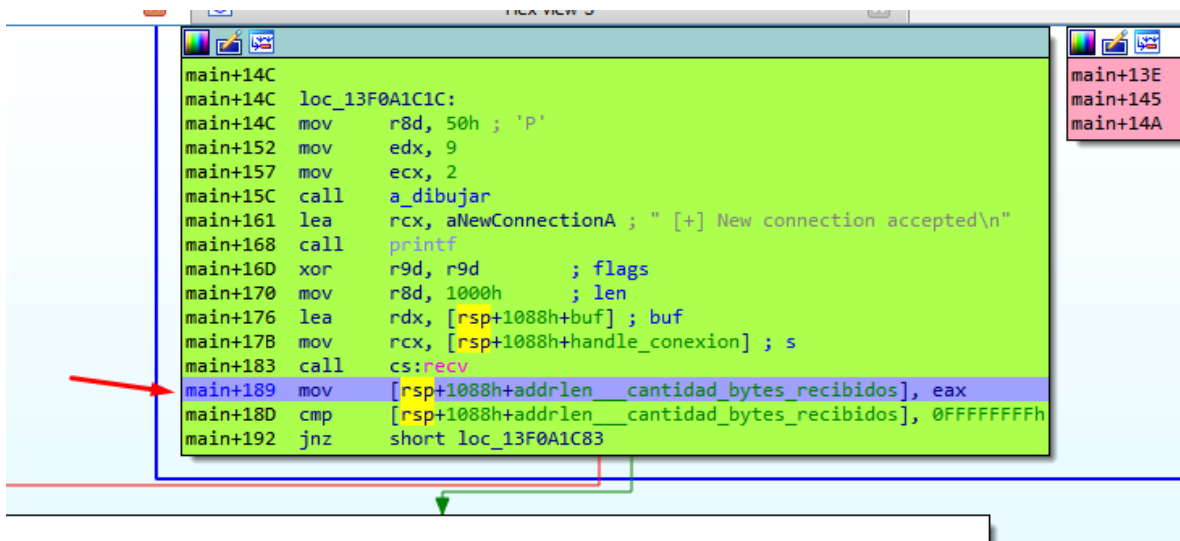 Hex View-3
main+14C
main+14C loc_13F0A1C1C:
main+14C mov r8d, 50h ; 'P'
main+152 mov edx, 9
main+157 mov ecx, 2
main+15C call a_dibujar
main+161 lea rcx, aNewConnectionA ; " [+] New connection accepted\n"
main+168 call printf
main+16D xor r9d, r9d ; flags
main+170 mov r8d, 1000h ; len
main+176 lea rdx, [rsp+1088h+buf] ; buf
main+17B mov rcx, [rsp+1088h+handle_conexion] ; s
main+183 call cs:recv
main+189 mov [rsp+1088h+addrlen___cantidad_bytes_recibidos], eax
main+18D cmp [rsp+1088h+addrlen___cantidad_bytes_recibidos], 0FFFFFFFFh
main+192 jnz short loc_13F0A1C83
main+13E
main+145
main+14A